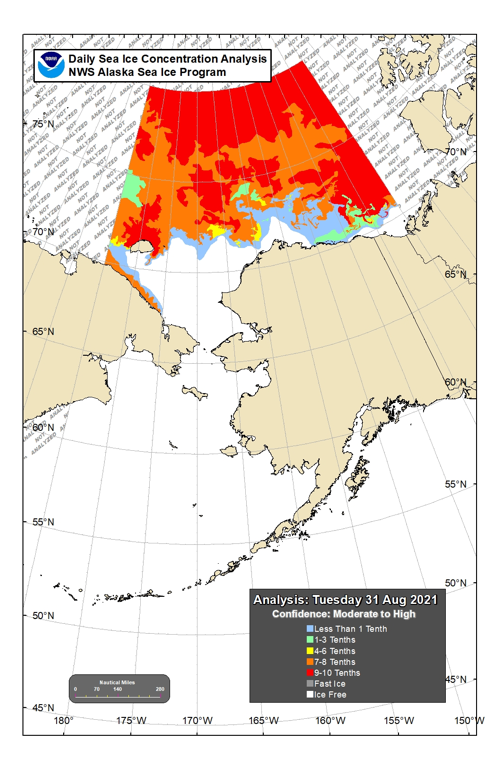 NOT ANALYZED
NOAA
Daily Sea Ice Concentration Analysis
NWS Alaska Sea Ice Program
75°N
70°N
70°N
65°N
65°N
60°N
60°N
55°N
55°N
50°N
50°N
45°N
45°N
Analysis: Tuesday 31 Aug 2021
Confidence: Moderate to High
Less Than 1 Tenth
1-3 Tenths
4-6 Tenths
7-8 Tenths
9-10 Tenths
Fast Ice
Ice Free
Nautical Miles
0 70 140 280
180° 175°W 170°W 165°W 160°W 155°W 150°W